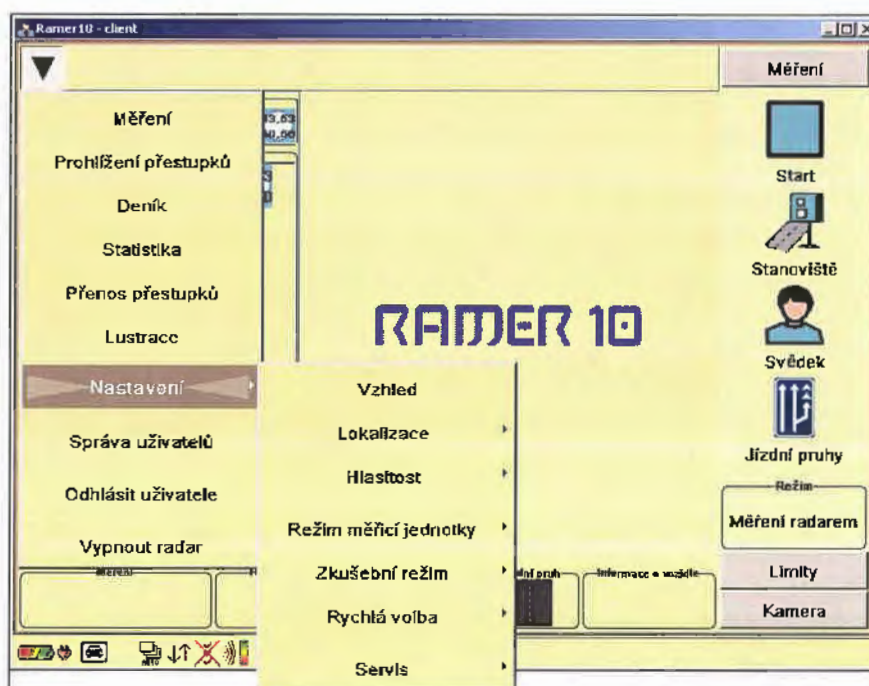 Ramer10 - client
Měření
Měření
Prohlížení přestupků
Deník
Statistika
Přenos přestupků
Lustrace
Nastavení
Správa uživatelů
Odhlásit uživatele
Vypnout radar
Vzhled
Lokalizace
Hlasitost
Režim měřicí jednotky
Zkušební režim
Rychlá volba
Servis
RAMER 10
Start
Stanoviště
Svědek
Jízdní pruhy
Režim
Měření radarem
Limity
Kamera
Měření
Informace o vozidle